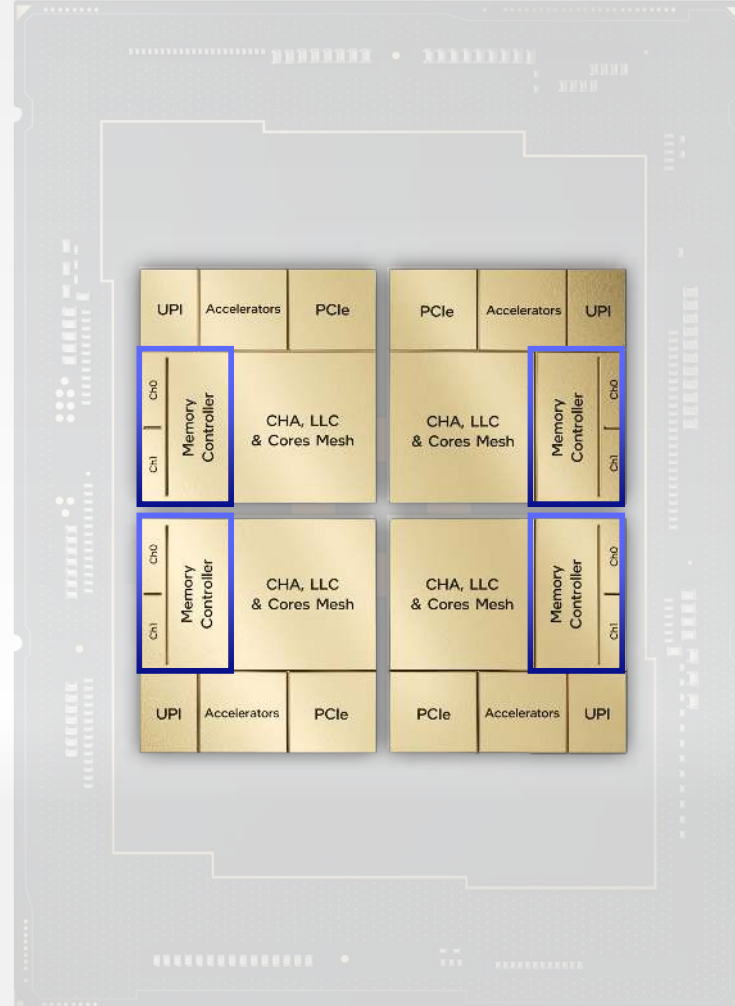 UPI
Accelerators
PCIe
PCIe
Accelerators
UPI
Ch0
Ch1
Memory
Controller
CHA, LLC
& Cores Mesh
CHA, LLC
& Cores Mesh
Memory
Controller
Ch0
Ch1
Ch0
Ch1
Memory
Controller
CHA, LLC
& Cores Mesh
CHA, LLC
& Cores Mesh
Memory
Controller
Ch0
Ch1
UPI
Accelerators
PCIe
PCIe
Accelerators
UPI